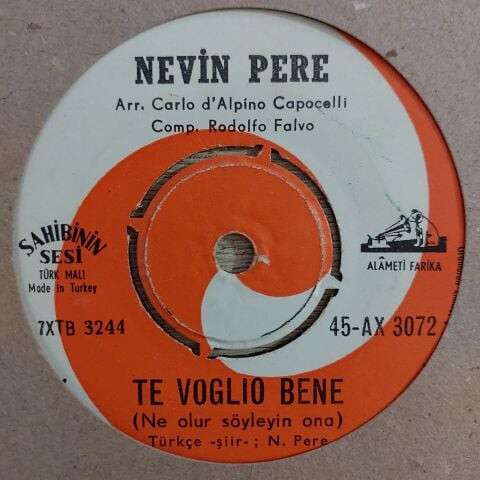 NEVİN PERE
Arr. Carlo d'Alpino Capocelli
Comp. Rodolfo Falvo
SAHİBİNİN
SESİ
TÜRK MALI
Made in Turkey
ALÂMETİ FARİKA
7XTB 3244
45-AX 3072
TE VOGLIO BENE
(Ne olur söyleyin ona)
Türkçe -şiir- ; N. Pere